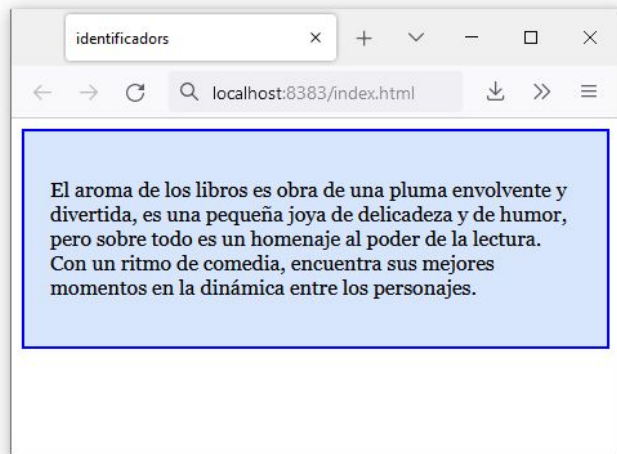 identificadors
localhost:8383/index.html
El aroma de los libros es obra de una pluma envolvente y
divertida, es una pequeña joya de delicadeza y de humor,
pero sobre todo es un homenaje al poder de la lectura.
Con un ritmo de comedia, encuentra sus mejores
momentos en la dinámica entre los personajes.